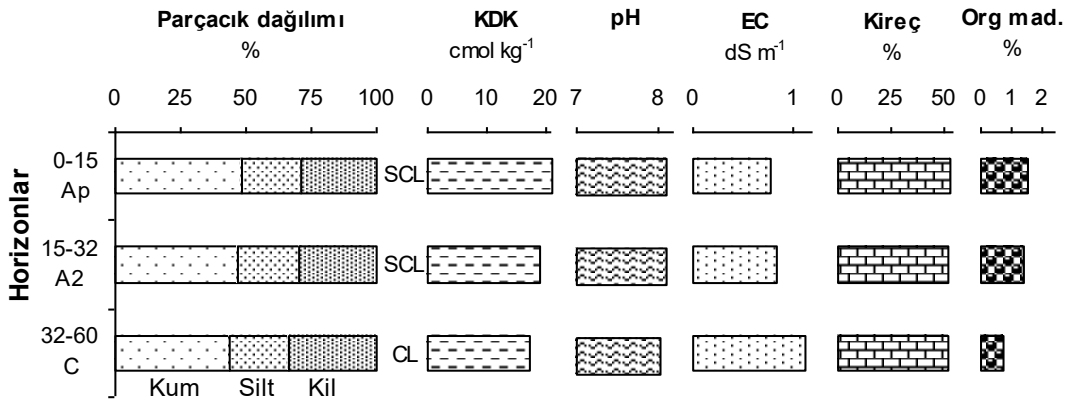 Parçacık dağılımı KDK pH EC Kireç Org mad.
% cmol kg⁻¹ dS m⁻¹ % %
0 25 50 75 100 0 10 20 7 8 0 1 0 25 50 0 1 2
Horizonlar
0-15
Ap SCL
15-32
A2 SCL
32-60
C CL
Kum Silt Kil